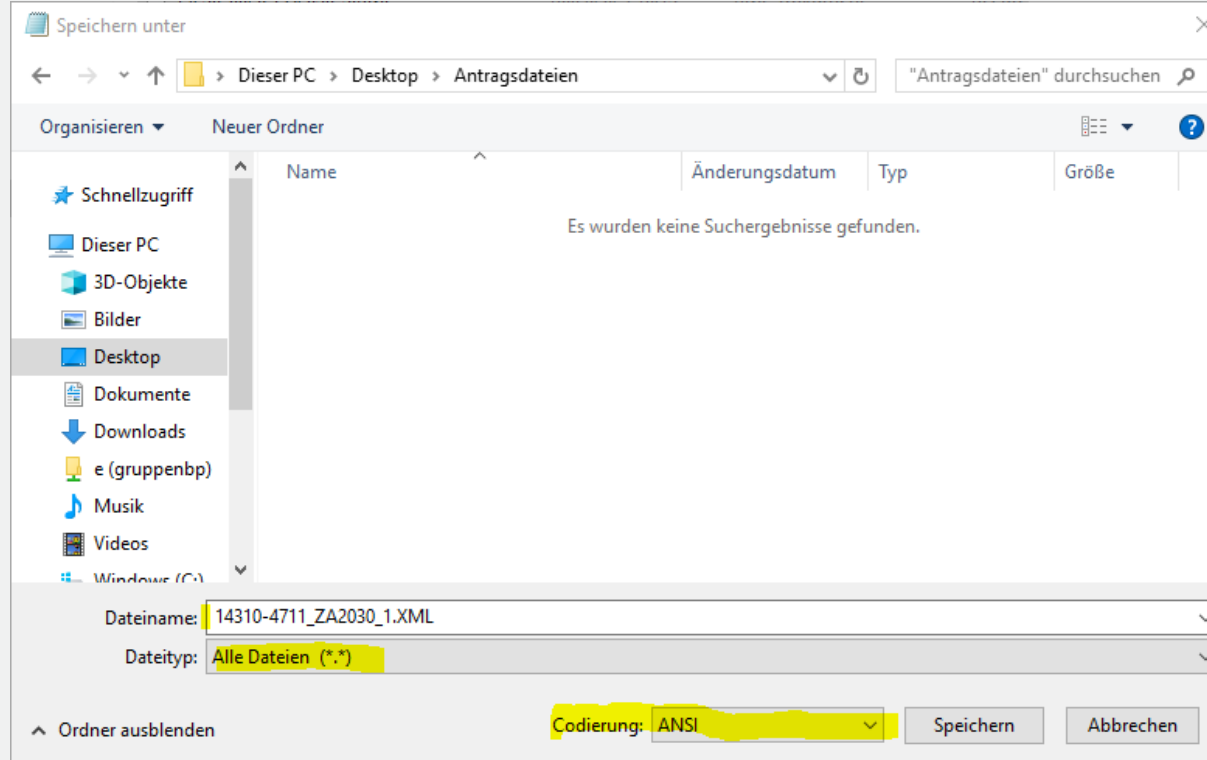 Speichern unter
Dieser PC > Desktop > Antragsdateien
"Antragsdateien" durchsuchen
Organisieren Neuer Ordner
Name Änderungsdatum Typ Größe
Es wurden keine Suchergebnisse gefunden.
Schnellzugriff
Dieser PC
3D-Objekte
Bilder
Desktop
Dokumente
Downloads
e (gruppenbp)
Musik
Videos
Windows (C:)
Dateiname: 14310-4711_ZA2030_1.XML
Dateityp: Alle Dateien (*.*)
Ordner ausblenden
Codierung: ANSI
Speichern
Abbrechen